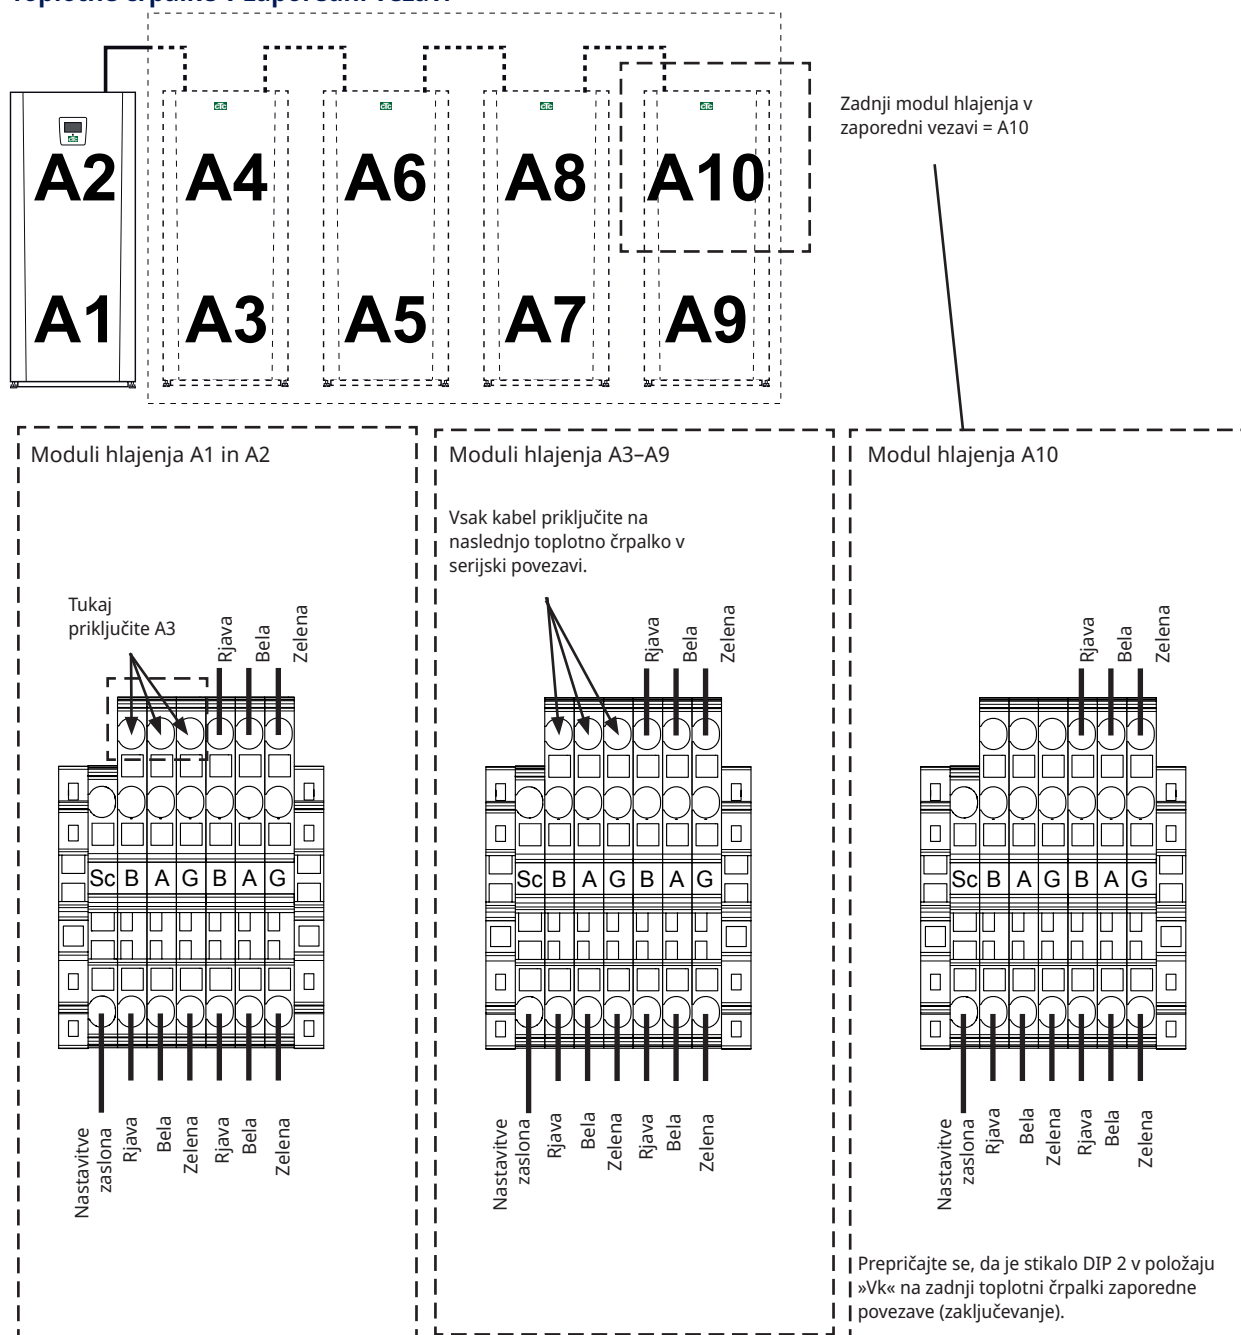 Toplotne črpalke v zaporedni vezavi
A2
A4
A6
A8
A10
A1
A3
A5
A7
A9
Zadnji modul hlajenja v
zaporedni vezavi = A10
Moduli hlajenja A1 in A2
Tukaj
priključite A3
Rjava
Bela
Zelena
Sc B A G B A G
Nastavitve
zaslona
Rjava
Bela
Zelena
Rjava
Bela
Zelena
Moduli hlajenja A3–A9
Vsak kabel priključite na
naslednjo toplotno črpalko v
serijski povezavi.
Rjava
Bela
Zelena
Sc B A G B A G
Nastavitve
zaslona
Rjava
Bela
Zelena
Rjava
Bela
Zelena
Modul hlajenja A10
Rjava
Bela
Zelena
Sc B A G B A G
Nastavitve
zaslona
Rjava
Bela
Zelena
Rjava
Bela
Zelena
Prepričajte se, da je stikalo DIP 2 v položaju
»Vk« na zadnji toplotni črpalki zaporedne
povezave (zaključevanje).